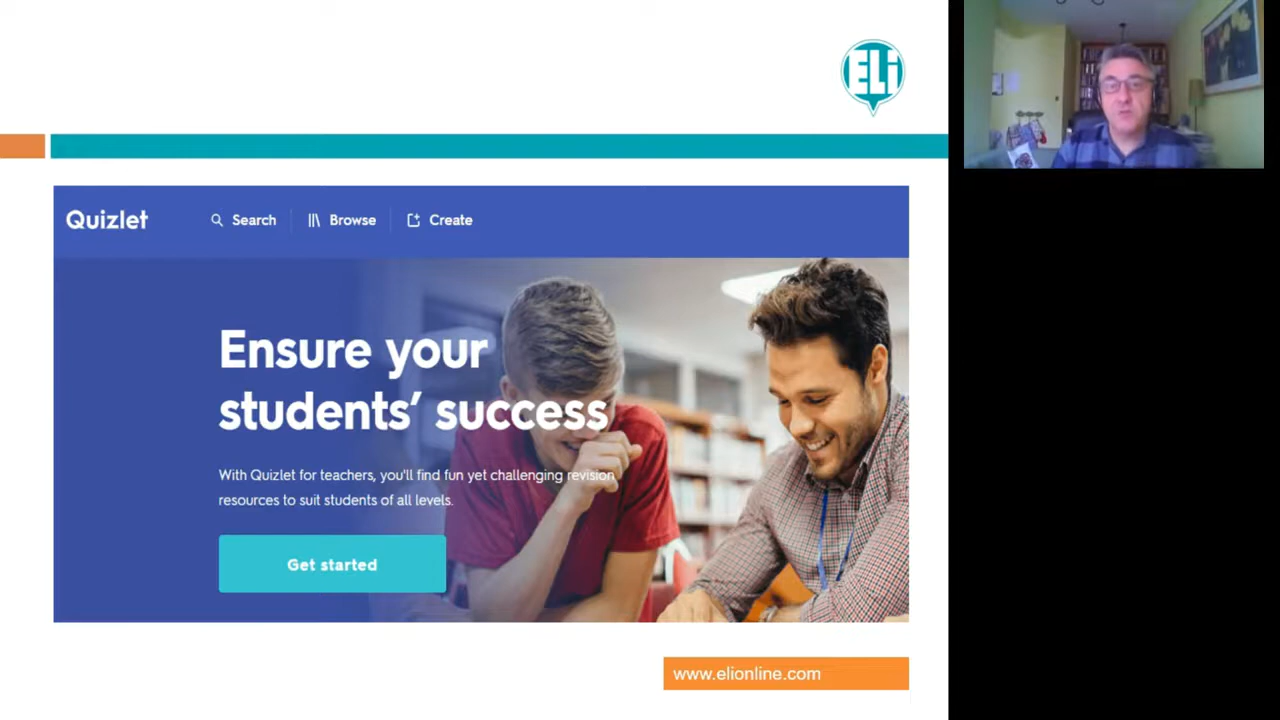 ELi
Quizlet
Search
Browse
Create
Ensure your
students’ success
With Quizlet for teachers, you'll find fun yet challenging revision
resources to suit students of all levels.
Get started
www.elionline.com